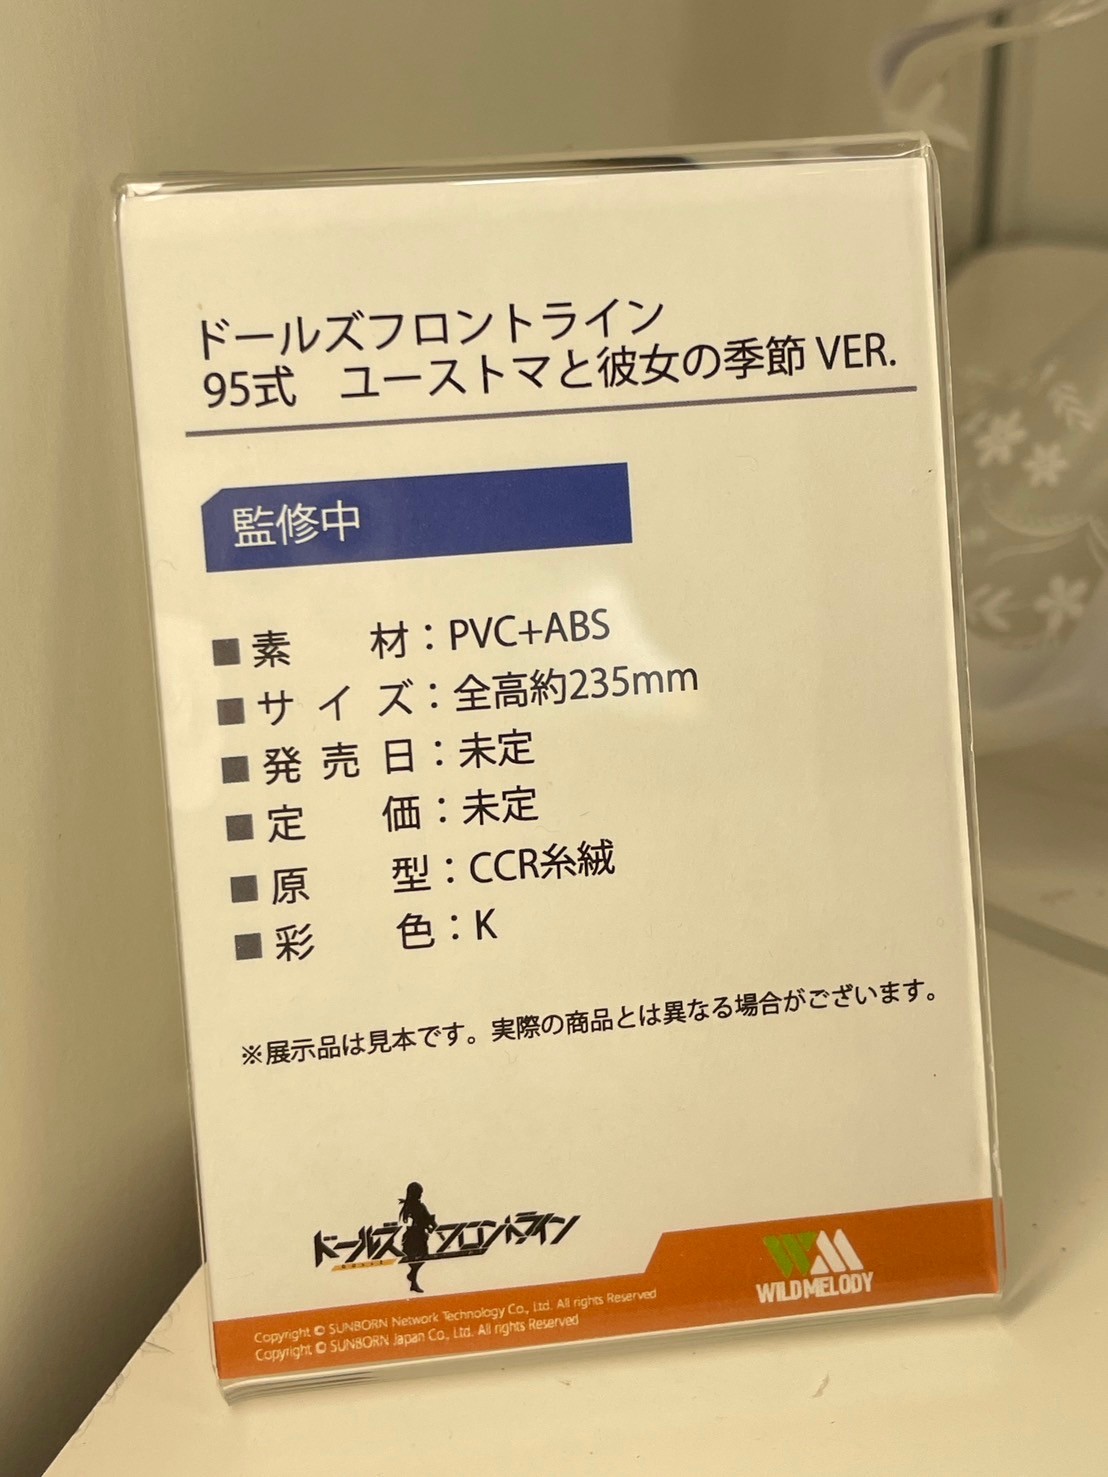 ドールズフロントライン
95式　ユーストマと彼女の季節 VER.
監修中
■素材：PVC+ABS
■サイズ：全高約235mm
■発売日：未定
■定価：未定
■原型：CCR糸絨
■彩色：K
※展示品は見本です。実際の商品とは異なる場合がございます。
ドールズフロントライン
WM
WILD MELODY
Copyright © SUNBORN Network Technology Co., Ltd. All rights Reserved
Copyright © SUNBORN Japan Co., Ltd. All rights Reserved